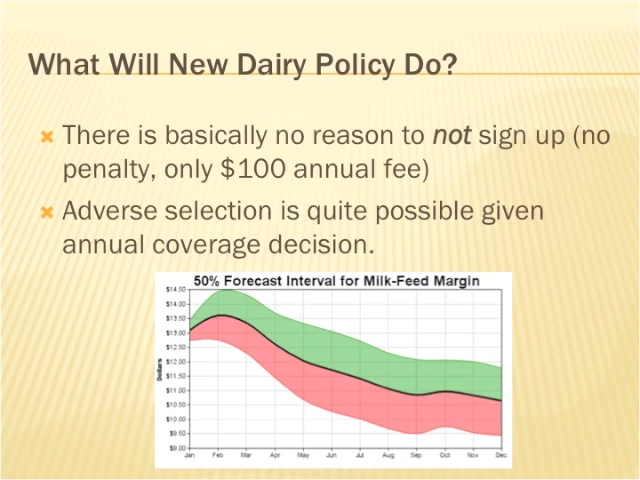 What Will New Dairy Policy Do?
There is basically no reason to not sign up (no
penalty, only $100 annual fee)
Adverse selection is quite possible given
annual coverage decision.
50% Forecast Interval for Milk-Feed Margin
$14.50
$14.00
$13.50
$13.00
$12.50
$12.00
$11.50
$11.00
$10.50
$10.00
$9.50
$9.00
Dollars
Jan Feb Mar Apr May Jun Jul Aug Sep Oct Nov Dec